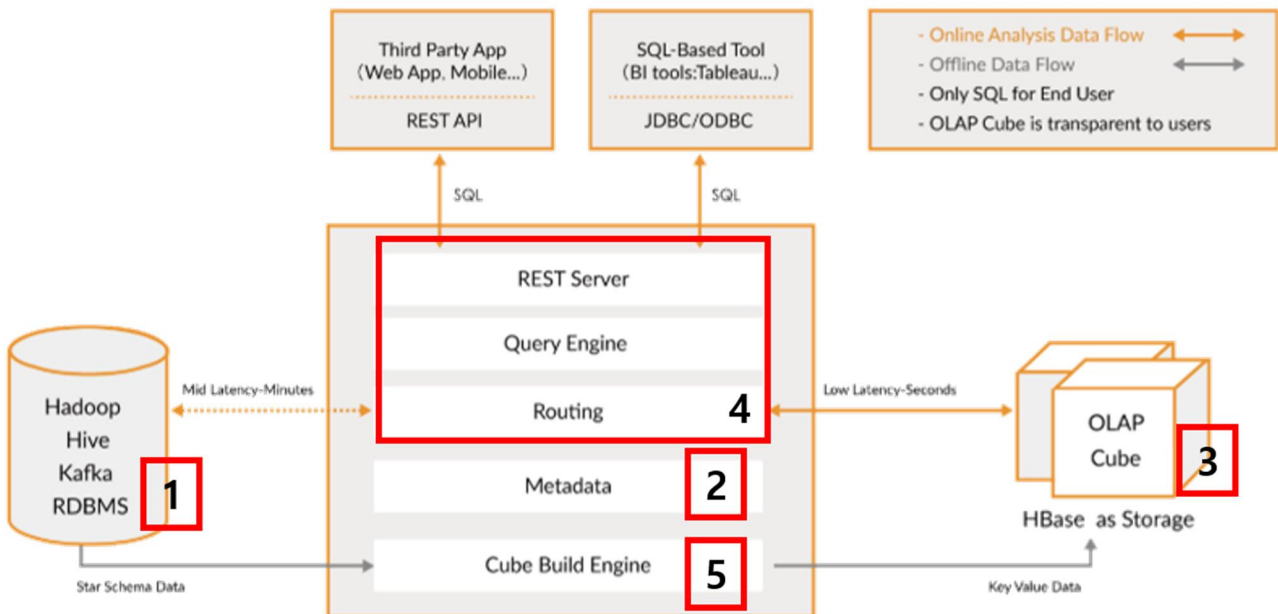 Third Party App
(Web App, Mobile...)
REST API
SQL-Based Tool
(BI tools:Tableau...)
JDBC/ODBC
- Online Analysis Data Flow
- Offline Data Flow
- Only SQL for End User
- OLAP Cube is transparent to users
SQL
SQL
REST Server
Query Engine
Routing
4
Mid Latency-Minutes
Low Latency-Seconds
Hadoop
Hive
Kafka
RDBMS
1
OLAP
Cube
3
HBase as Storage
Metadata
2
Cube Build Engine
5
Star Schema Data
Key Value Data